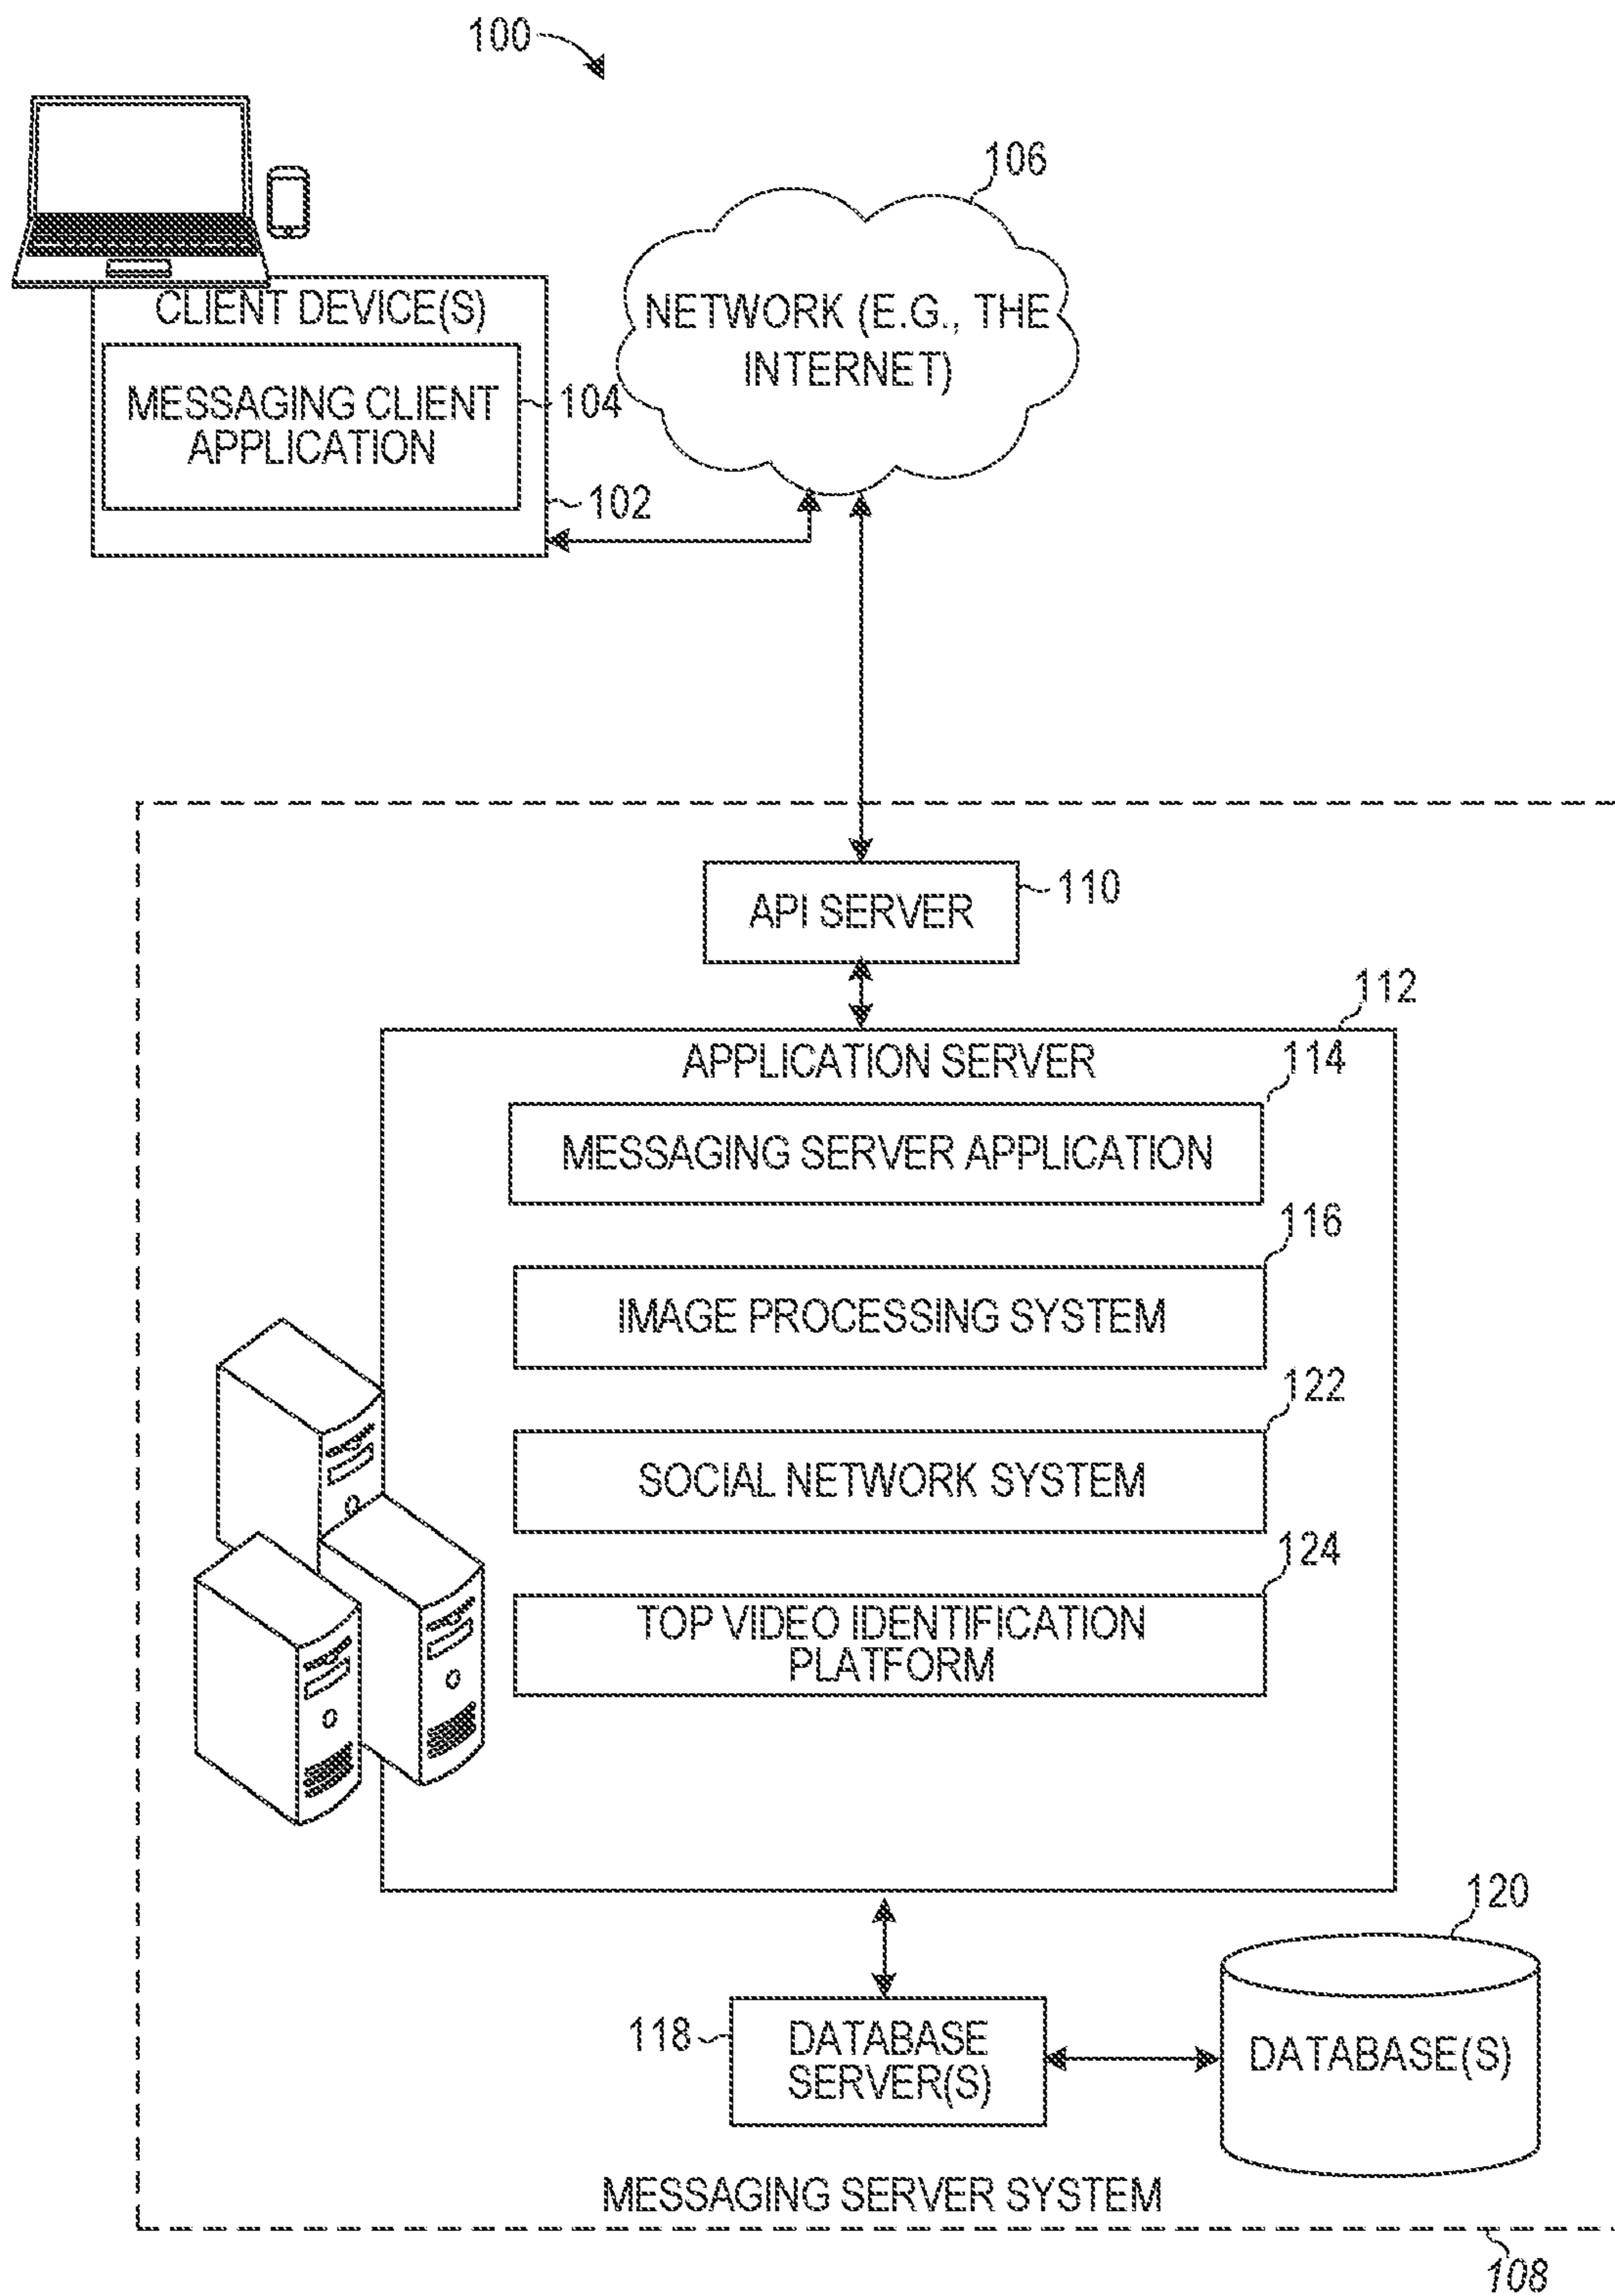 100
106
CLIENT DEVICE(S)
NETWORK (E.G., THE
INTERNET)
MESSAGING CLIENT
APPLICATION
104
102
API SERVER
110
112
APPLICATION SERVER
114
MESSAGING SERVER APPLICATION
116
IMAGE PROCESSING SYSTEM
122
SOCIAL NETWORK SYSTEM
124
TOP VIDEO IDENTIFICATION
PLATFORM
120
118
DATABASE
SERVER(S)
DATABASE(S)
MESSAGING SERVER SYSTEM
108